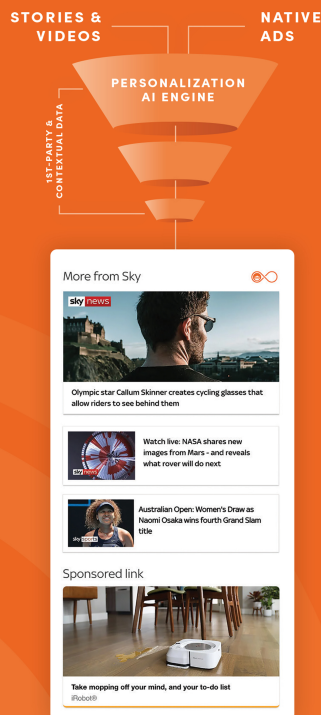 STORIES &
VIDEOS
NATIVE
ADS
PERSONALIZATION
AI ENGINE
1ST-PARTY &
CONTEXTUAL DATA
More from Sky
sky news
Olympic star Callum Skinner creates cycling glasses that
allow riders to see behind them
sky news
Watch live: NASA shares new
images from Mars - and reveals
what rover will do next
sky sports
Australian Open: Women's Draw as
Naomi Osaka wins fourth Grand Slam
title
Sponsored link
Take mopping off your mind, and your to-do list
iRobot®